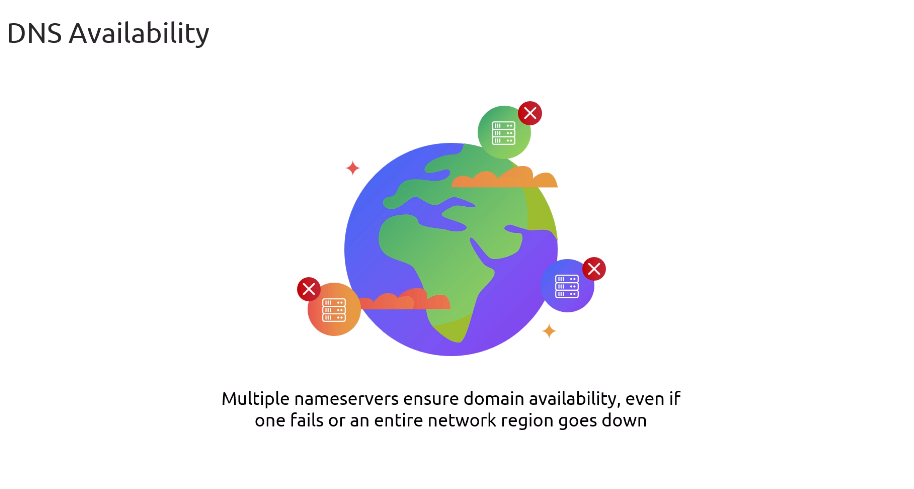 DNS Availability
Multiple nameservers ensure domain availability, even if
one fails or an entire network region goes down